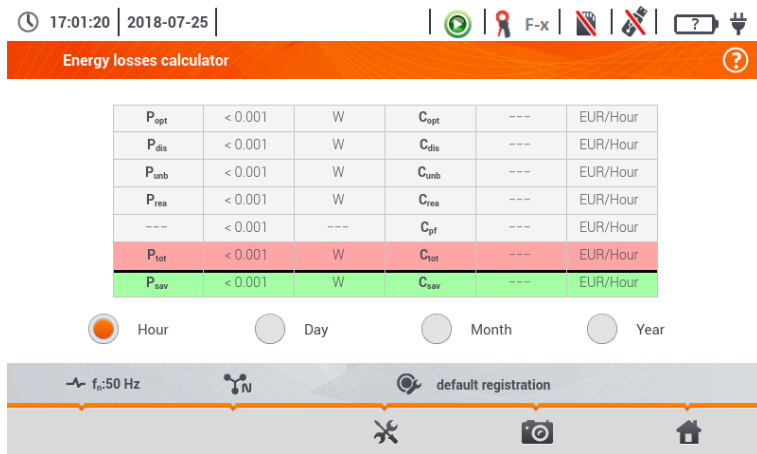 17:01:20 2018-07-25 F-x ?
Energy losses calculator ?
Popt < 0.001 W Copt --- EUR/Hour
Pdis < 0.001 W Cdis --- EUR/Hour
Punb < 0.001 W Cunb --- EUR/Hour
Prea < 0.001 W Crea --- EUR/Hour
--- < 0.001 --- Cpf --- EUR/Hour
Ptot < 0.001 W Ctot --- EUR/Hour
Psav < 0.001 W Csav --- EUR/Hour
Hour Day Month Year
fn:50 Hz N default registration